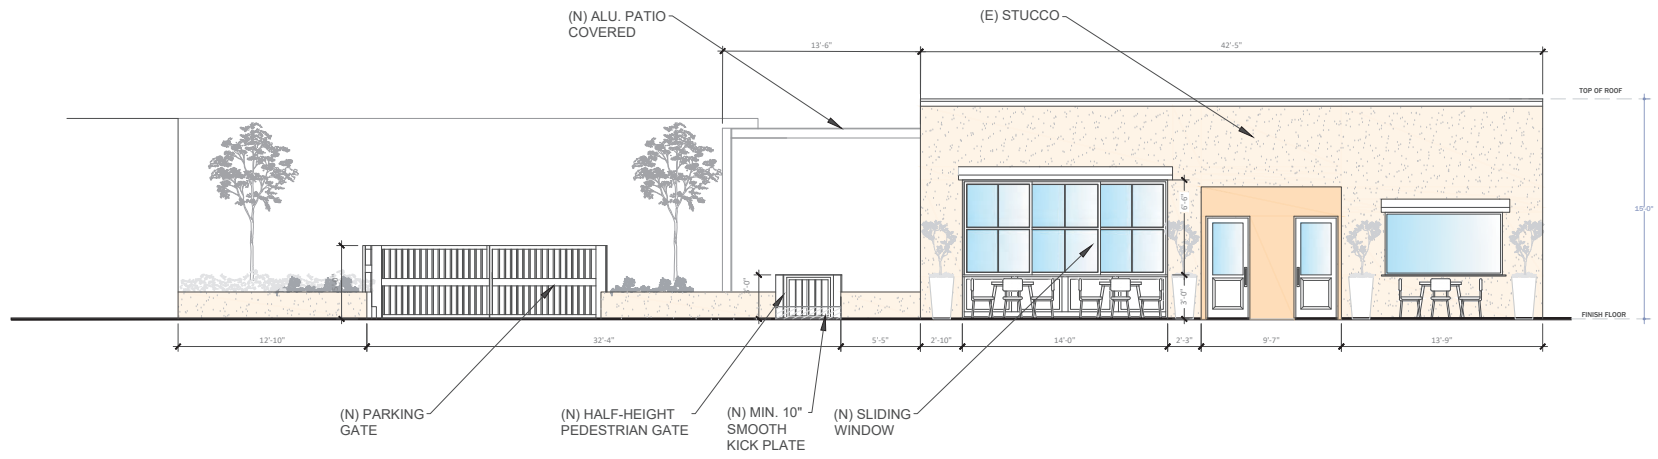 (N) ALU. PATIO
COVERED
(E) STUCCO
13'-6"
42'-5"
TOP OF ROOF
6'-6"
15'-0"
3'-0"
FINISH FLOOR
12'-10"
32'-4"
5'-5"
2'-10"
14'-0"
2'-3"
9'-7"
13'-9"
(N) PARKING
GATE
(N) HALF-HEIGHT
PEDESTRIAN GATE
(N) MIN. 10"
SMOOTH
KICK PLATE
(N) SLIDING
WINDOW